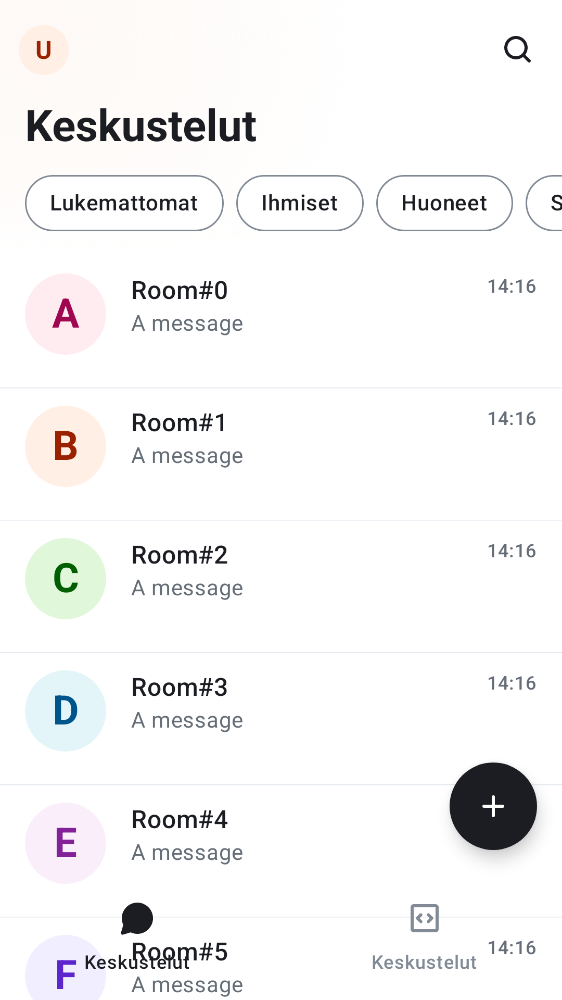 U
Keskustelut
Lukemattomat Ihmiset Huoneet S
A Room#0 14:16
A message
B Room#1 14:16
A message
C Room#2 14:16
A message
D Room#3 14:16
A message
E Room#4
A message
F Room#5 14:16
A message
Keskustelut Keskustelut